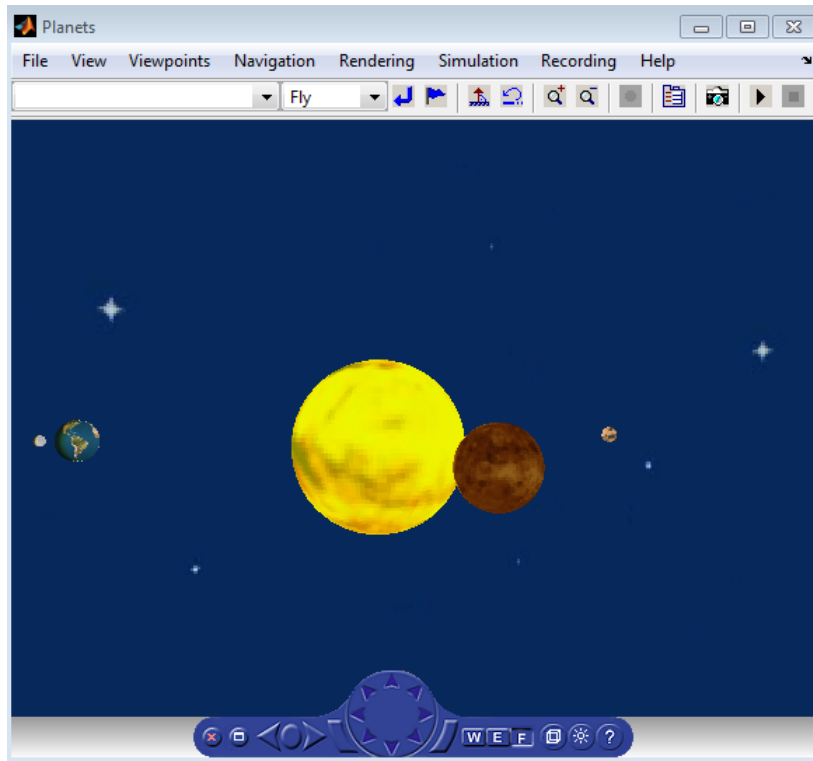 Planets
File View Viewpoints Navigation Rendering Simulation Recording Help
Fly
W E F ?